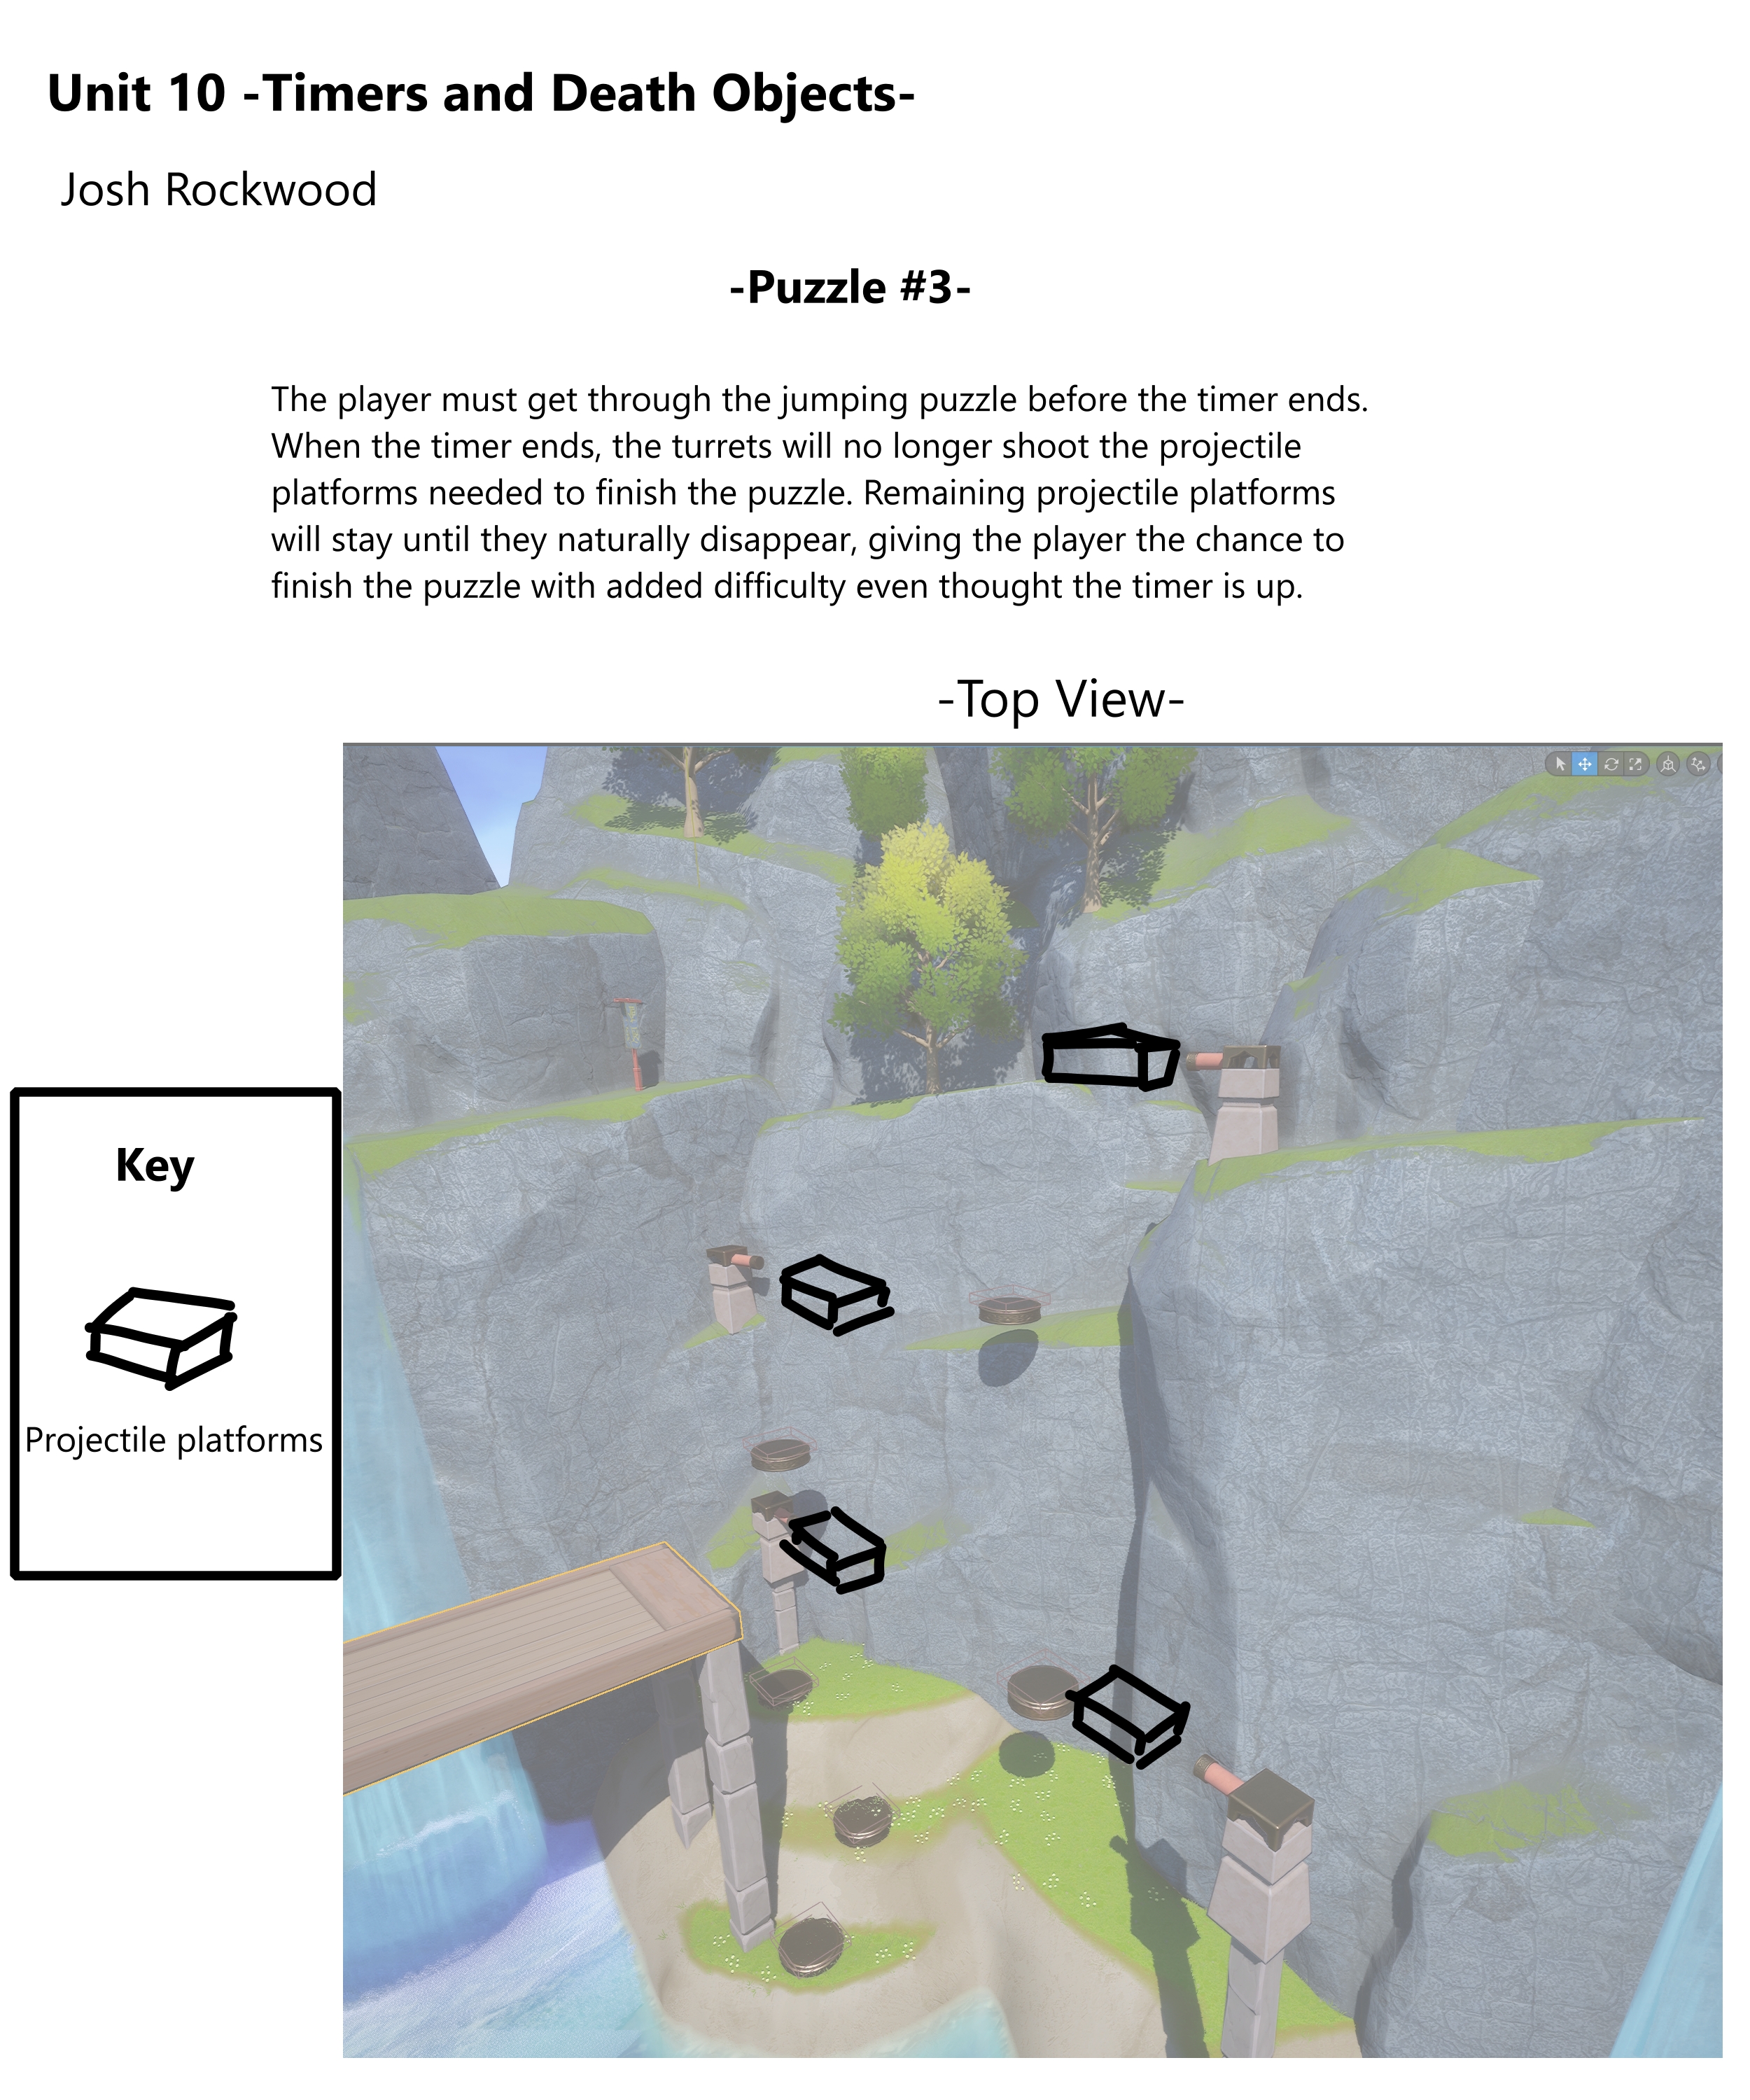 Unit 10 -Timers and Death Objects-
Josh Rockwood
-Puzzle #3-
The player must get through the jumping puzzle before the timer ends.
When the timer ends, the turrets will no longer shoot the projectile
platforms needed to finish the puzzle. Remaining projectile platforms
will stay until they naturally disappear, giving the player the chance to
finish the puzzle with added difficulty even thought the timer is up.
-Top View-
Key
Projectile platforms